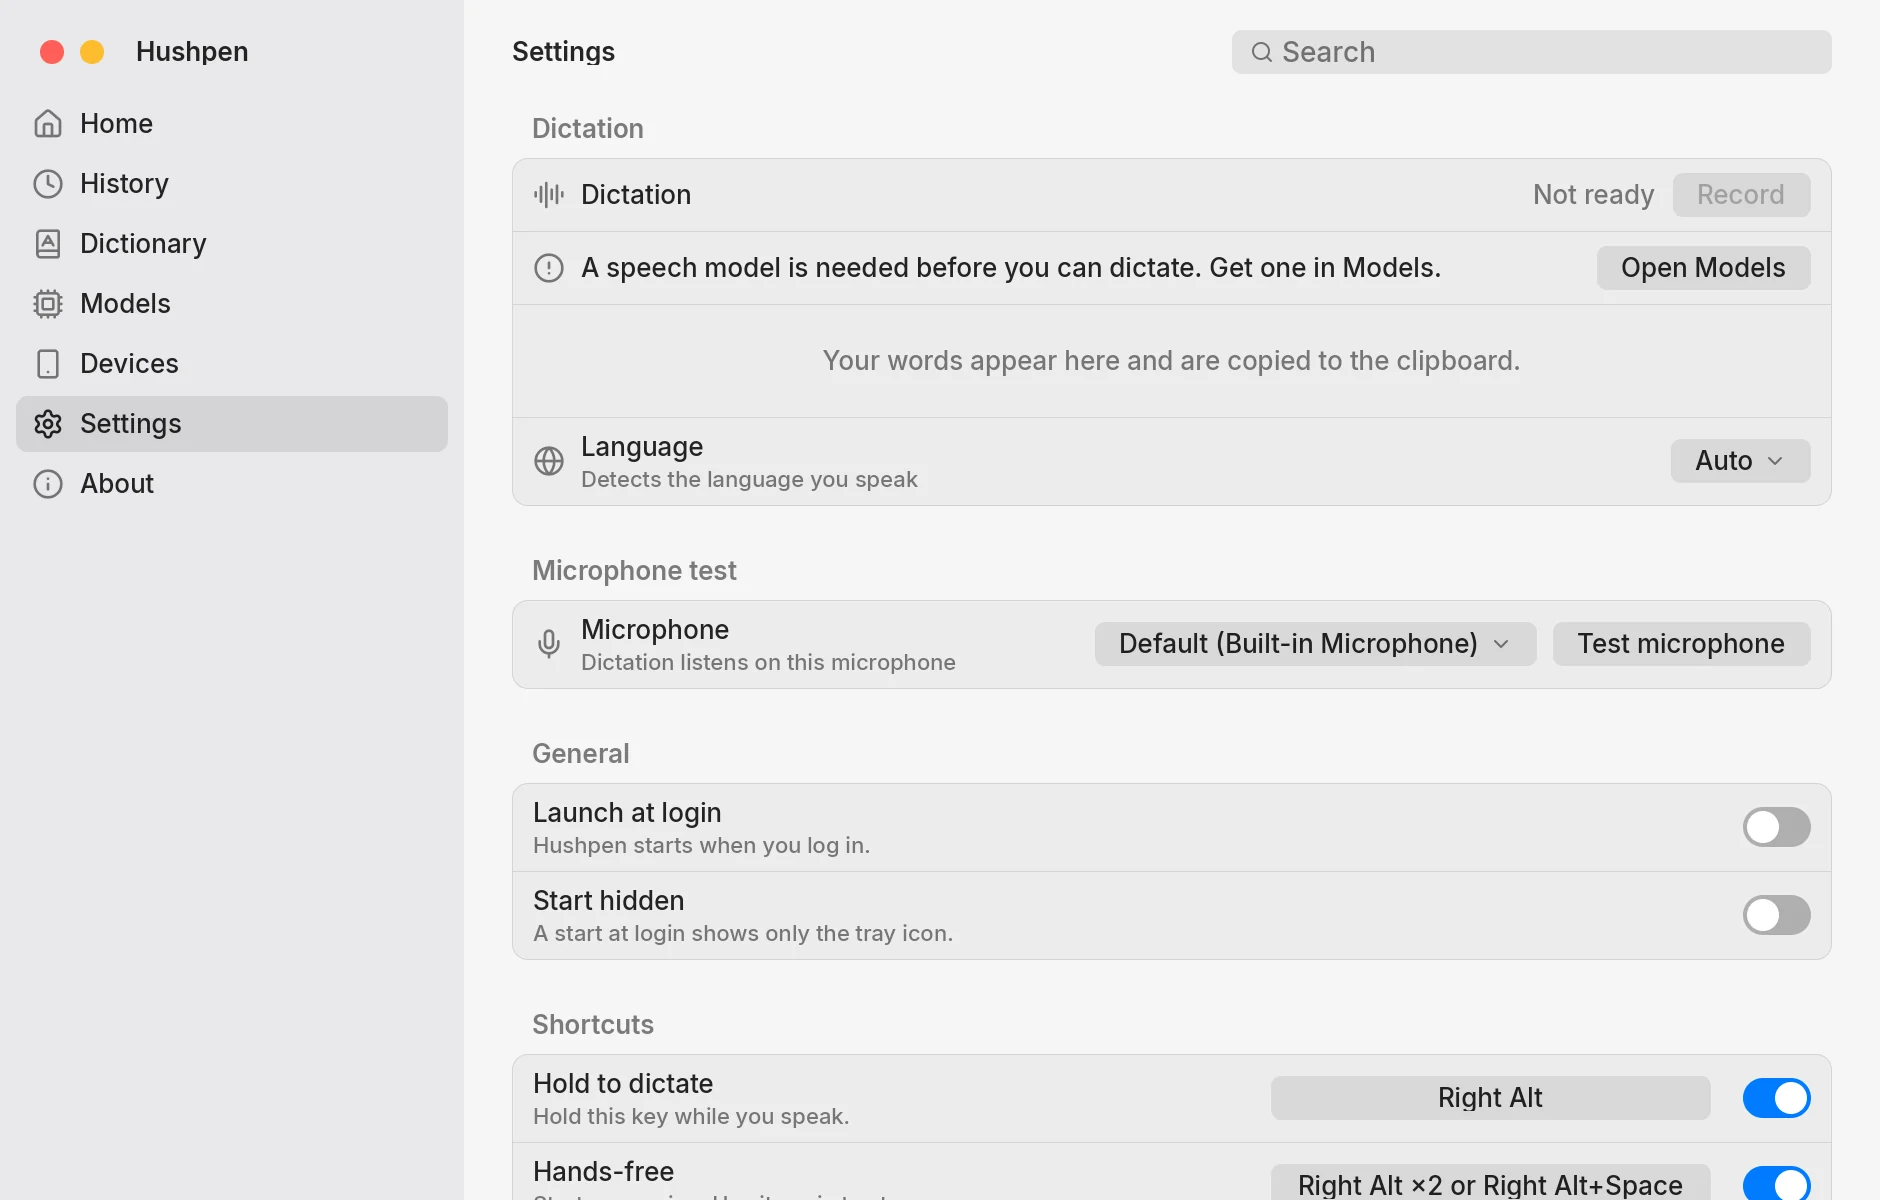 Hushpen
Home
History
Dictionary
Models
Devices
Settings
About
Settings
Search
Dictation
Dictation
Not ready
Record
A speech model is needed before you can dictate. Get one in Models.
Open Models
Your words appear here and are copied to the clipboard.
Language
Detects the language you speak
Auto
Microphone test
Microphone
Dictation listens on this microphone
Default (Built-in Microphone)
Test microphone
General
Launch at login
Hushpen starts when you log in.
Start hidden
A start at login shows only the tray icon.
Shortcuts
Hold to dictate
Hold this key while you speak.
Right Alt
Hands-free
Right Alt ×2 or Right Alt+Space